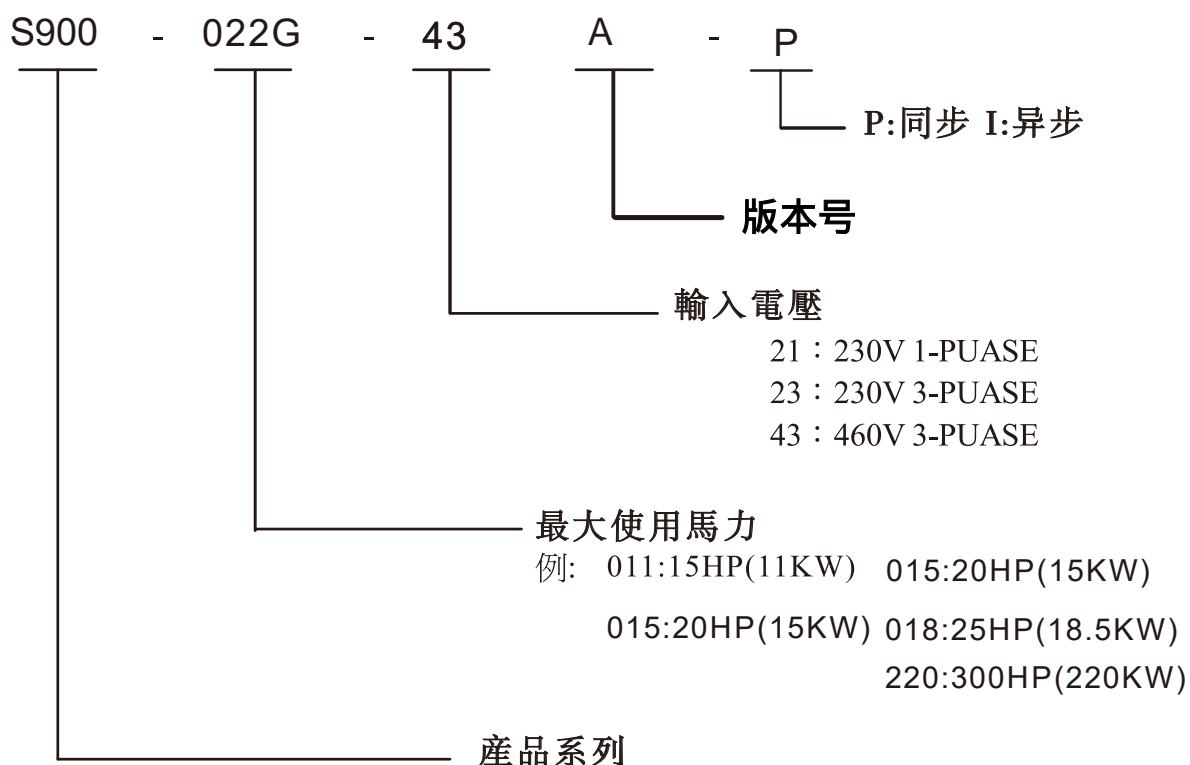 S900 - 022G - 43 A - P
P:同步 I:异步
版本号
輸入電壓
21：230V 1-PUASE
23：230V 3-PUASE
43：460V 3-PUASE
最大使用馬力
例: 011:15HP(11KW) 015:20HP(15KW)
015:20HP(15KW) 018:25HP(18.5KW)
220:300HP(220KW)
産品系列